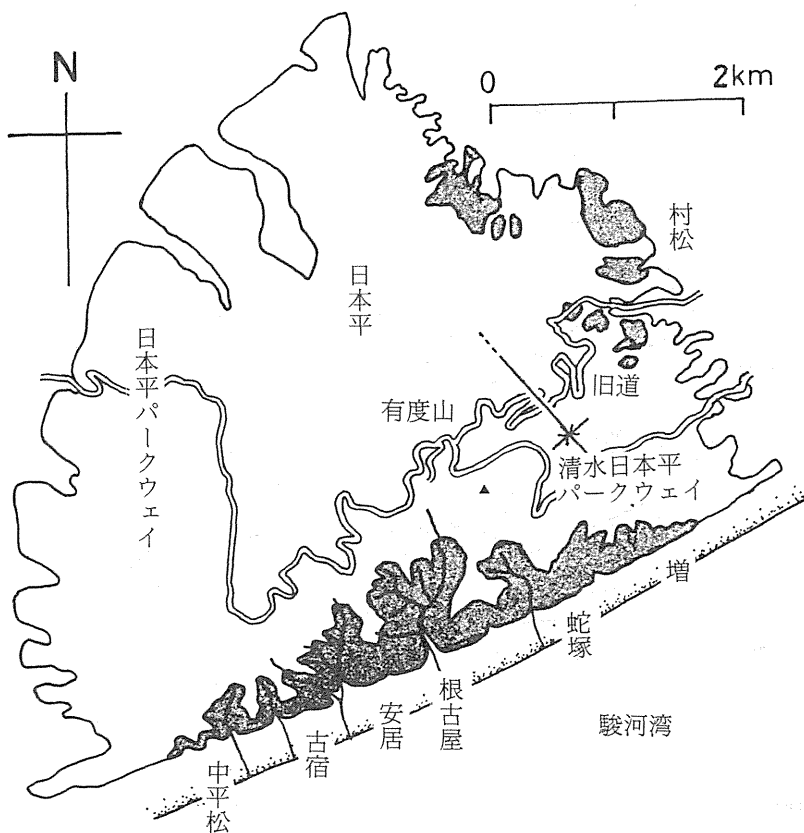 N
0 2km
村松
日本平
日本平パークウェイ
旧道
有度山
清水日本平
パークウェイ
増
蛇塚
根古屋
安居
古宿
中平松
駿河湾